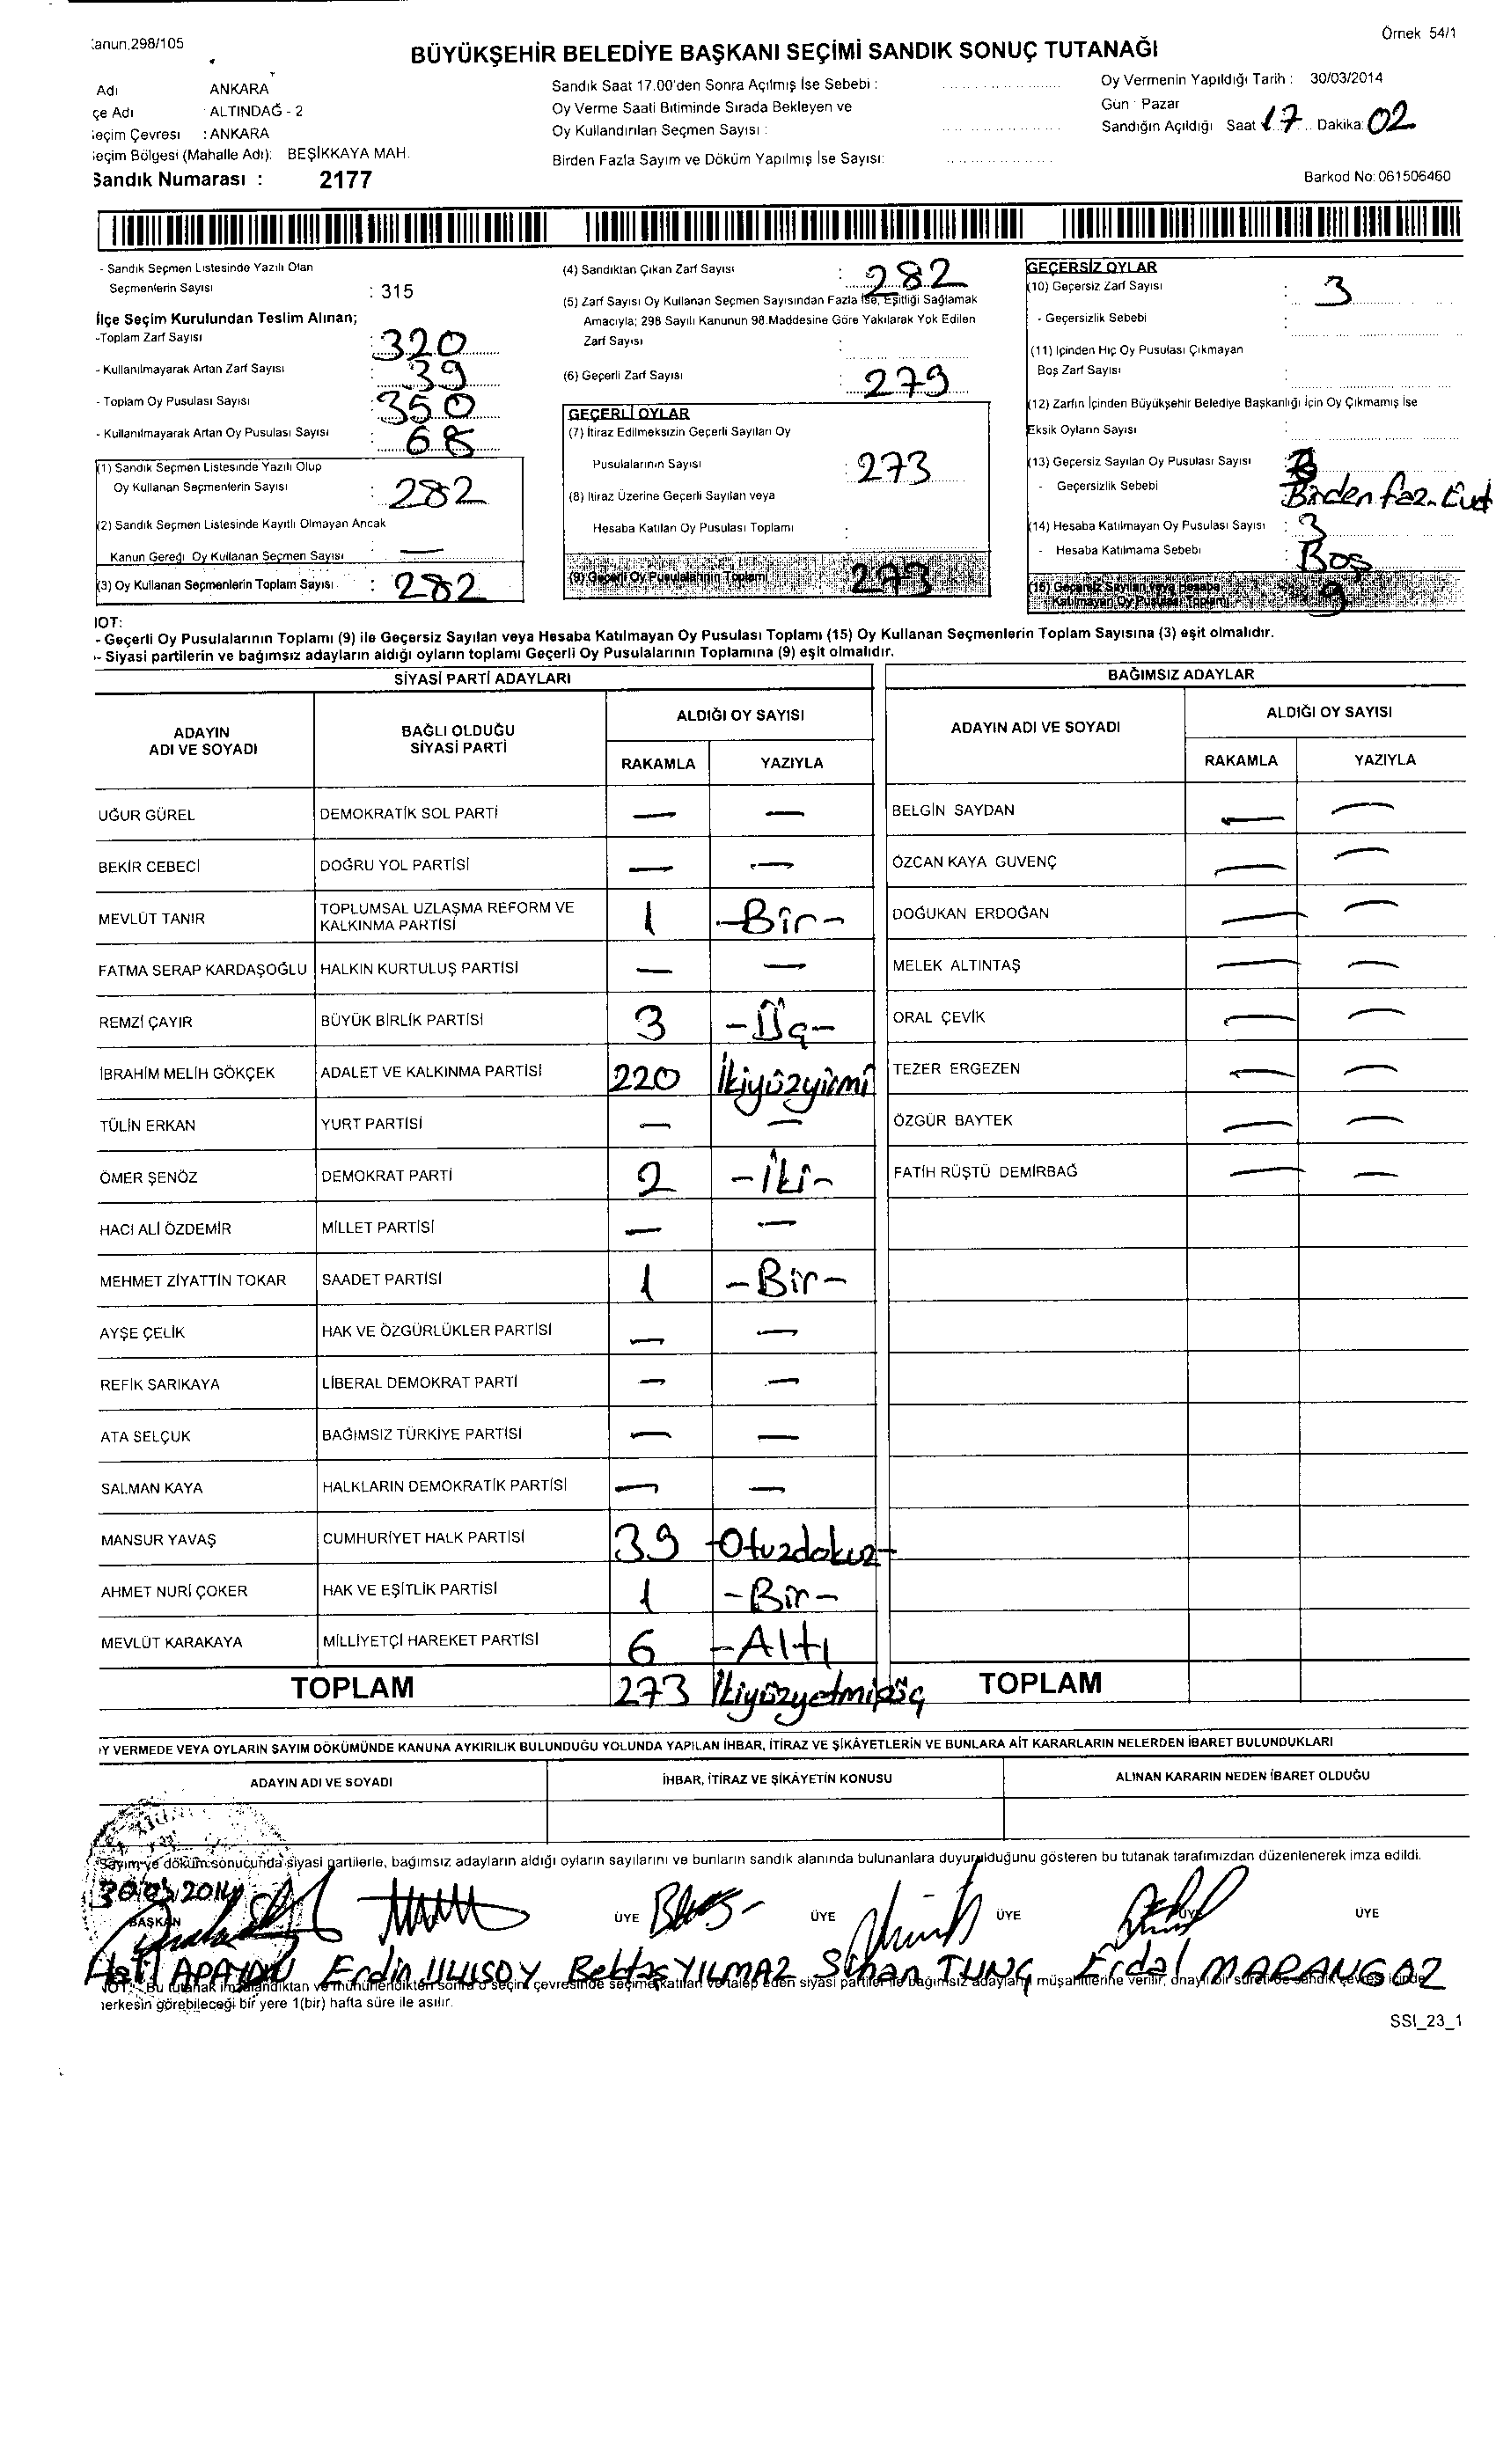 Kanun.298/105
Örnek 54/1
BÜYÜKŞEHİR BELEDİYE BAŞKANI SEÇİMİ SANDIK SONUÇ TUTANAĞI
Adı ANKARA
çe Adı : ALTINDAĞ - 2
eçim Çevresi : ANKARA
eçim Bölgesi (Mahalle Adı): BEŞİKKAYA MAH.
Sandık Numarası : 2177
Sandık Saat 17.00'den Sonra Açılmış İse Sebebi :
Oy Verme Saati Bitiminde Sırada Bekleyen ve
Oy Kullandırılan Seçmen Sayısı :
Birden Fazla Sayım ve Döküm Yapılmış İse Sayısı:
Oy Vermenin Yapıldığı Tarih : 30/03/2014
Gün : Pazar
Sandığın Açıldığı Saat 17 Dakika: 02
Barkod No: 061506460
- Sandık Seçmen Listesinde Yazılı Olan
Seçmenlerin Sayısı : 315
İlçe Seçim Kurulundan Teslim Alınan;
-Toplam Zarf Sayısı : 320
- Kullanılmayarak Artan Zarf Sayısı : 39
- Toplam Oy Pusulası Sayısı : 350
- Kullanılmayarak Artan Oy Pusulası Sayısı : 68
(1) Sandık Seçmen Listesinde Yazılı Olup
Oy Kullanan Seçmenlerin Sayısı : 282
(2) Sandık Seçmen Listesinde Kayıtlı Olmayan Ancak
Kanun Gereği Oy Kullanan Seçmen Sayısı : —
(3) Oy Kullanan Seçmenlerin Toplam Sayısı : 282
(4) Sandıktan Çıkan Zarf Sayısı : 282
(5) Zarf Sayısı Oy Kullanan Seçmen Sayısından Fazla İse, Eşitliği Sağlamak
Amacıyla; 298 Sayılı Kanunun 98.Maddesine Göre Yakılarak Yok Edilen
Zarf Sayısı :
(6) Geçerli Zarf Sayısı : 279
GEÇERLİ OYLAR
(7) İtiraz Edilmeksizin Geçerli Sayılan Oy
Pusulalarının Sayısı : 273
(8) İtiraz Üzerine Geçerli Sayılan veya
Hesaba Katılan Oy Pusulası Toplamı :
(9) Geçerli Oy Pusulalarının Toplamı 273
GEÇERSİZ OYLAR
(10) Geçersiz Zarf Sayısı : 3
- Geçersizlik Sebebi :
(11) İçinden Hiç Oy Pusulası Çıkmayan
Boş Zarf Sayısı :
(12) Zarfın İçinden Büyükşehir Belediye Başkanlığı İçin Oy Çıkmamış İse
Eksik Oyların Sayısı :
(13) Geçersiz Sayılan Oy Pusulası Sayısı : 3
- Geçersizlik Sebebi Birden faz.
(14) Hesaba Katılmayan Oy Pusulası Sayısı : 3
- Hesaba Katılmama Sebebi : Boş
(15) Geçersiz Sayılan veya Hesaba
Katılmayan Oy Pusulası Toplamı 9
NOT:
- Geçerli Oy Pusulalarının Toplamı (9) ile Geçersiz Sayılan veya Hesaba Katılmayan Oy Pusulası Toplamı (15) Oy Kullanan Seçmenlerin Toplam Sayısına (3) eşit olmalıdır.
- Siyasi partilerin ve bağımsız adayların aldığı oyların toplamı Geçerli Oy Pusulalarının Toplamına (9) eşit olmalıdır.
SİYASİ PARTİ ADAYLARI BAĞIMSIZ ADAYLAR
ADAYIN ADI VE SOYADI BAĞLI OLDUĞU SİYASİ PARTİ ALDIĞI OY SAYISI ADAYIN ADI VE SOYADI ALDIĞI OY SAYISI
RAKAMLA YAZIYLA RAKAMLA YAZIYLA
UĞUR GÜREL DEMOKRATİK SOL PARTİ — — BELGİN SAYDAN — —
BEKİR CEBECİ DOĞRU YOL PARTİSİ — — ÖZCAN KAYA GUVENÇ — —
MEVLÜT TANIR TOPLUMSAL UZLAŞMA REFORM VE KALKINMA PARTİSİ 1 -Bir- DOĞUKAN ERDOĞAN — —
FATMA SERAP KARDAŞOĞLU HALKIN KURTULUŞ PARTİSİ — — MELEK ALTINTAŞ — —
REMZİ ÇAYIR BÜYÜK BİRLİK PARTİSİ 3 -Üç- ORAL ÇEVİK — —
İBRAHİM MELİH GÖKÇEK ADALET VE KALKINMA PARTİSİ 220 İkiyüzyirmi TEZER ERGEZEN — —
TÜLİN ERKAN YURT PARTİSİ — — ÖZGÜR BAYTEK — —
ÖMER ŞENÖZ DEMOKRAT PARTİ 2 -İki- FATİH RÜŞTÜ DEMİRBAĞ — —
HACI ALİ ÖZDEMİR MİLLET PARTİSİ — —
MEHMET ZİYATTİN TOKAR SAADET PARTİSİ 1 -Bir-
AYŞE ÇELİK HAK VE ÖZGÜRLÜKLER PARTİSİ — —
REFİK SARIKAYA LİBERAL DEMOKRAT PARTİ — —
ATA SELÇUK BAĞIMSIZ TÜRKİYE PARTİSİ — —
SALMAN KAYA HALKLARIN DEMOKRATİK PARTİSİ — —
MANSUR YAVAŞ CUMHURİYET HALK PARTİSİ 39 -Otuzdokuz-
AHMET NURİ ÇOKER HAK VE EŞİTLİK PARTİSİ 1 -Bir-
MEVLÜT KARAKAYA MİLLİYETÇİ HAREKET PARTİSİ 6 -Altı
TOPLAM 273 İkiyüzyetmişüç TOPLAM
OY VERMEDE VEYA OYLARIN SAYIM DÖKÜMÜNDE KANUNA AYKIRILIK BULUNDUĞU YOLUNDA YAPILAN İHBAR, İTİRAZ VE ŞİKÂYETLERİN VE BUNLARA AİT KARARLARIN NELERDEN İBARET BULUNDUKLARI
ADAYIN ADI VE SOYADI İHBAR, İTİRAZ VE ŞİKÂYETİN KONUSU ALINAN KARARIN NEDEN İBARET OLDUĞU
Sayım ve döküm sonucunda siyasi partilerle, bağımsız adayların aldığı oyların sayılarını ve bunların sandık alanında bulunanlara duyurulduğunu gösteren bu tutanak tarafımızdan düzenlenerek imza edildi.
30/03/2014
BAŞKAN ÜYE ÜYE ÜYE ÜYE ÜYE
Erdin ULUSOY Bektaş YILMAZ TUNÇ Erdal MARANGOZ
NOT: Bu tutanak imzalandıktan ve mühürlendikten sonra o seçim çevresinde seçime katılan ve talep eden siyasi partiler ile bağımsız adayların müşahitlerine verilir, onaylı bir sureti de sandık çevresi içinde
herkesin görebileceği bir yere 1(bir) hafta süre ile asılır.
SSI_23_1